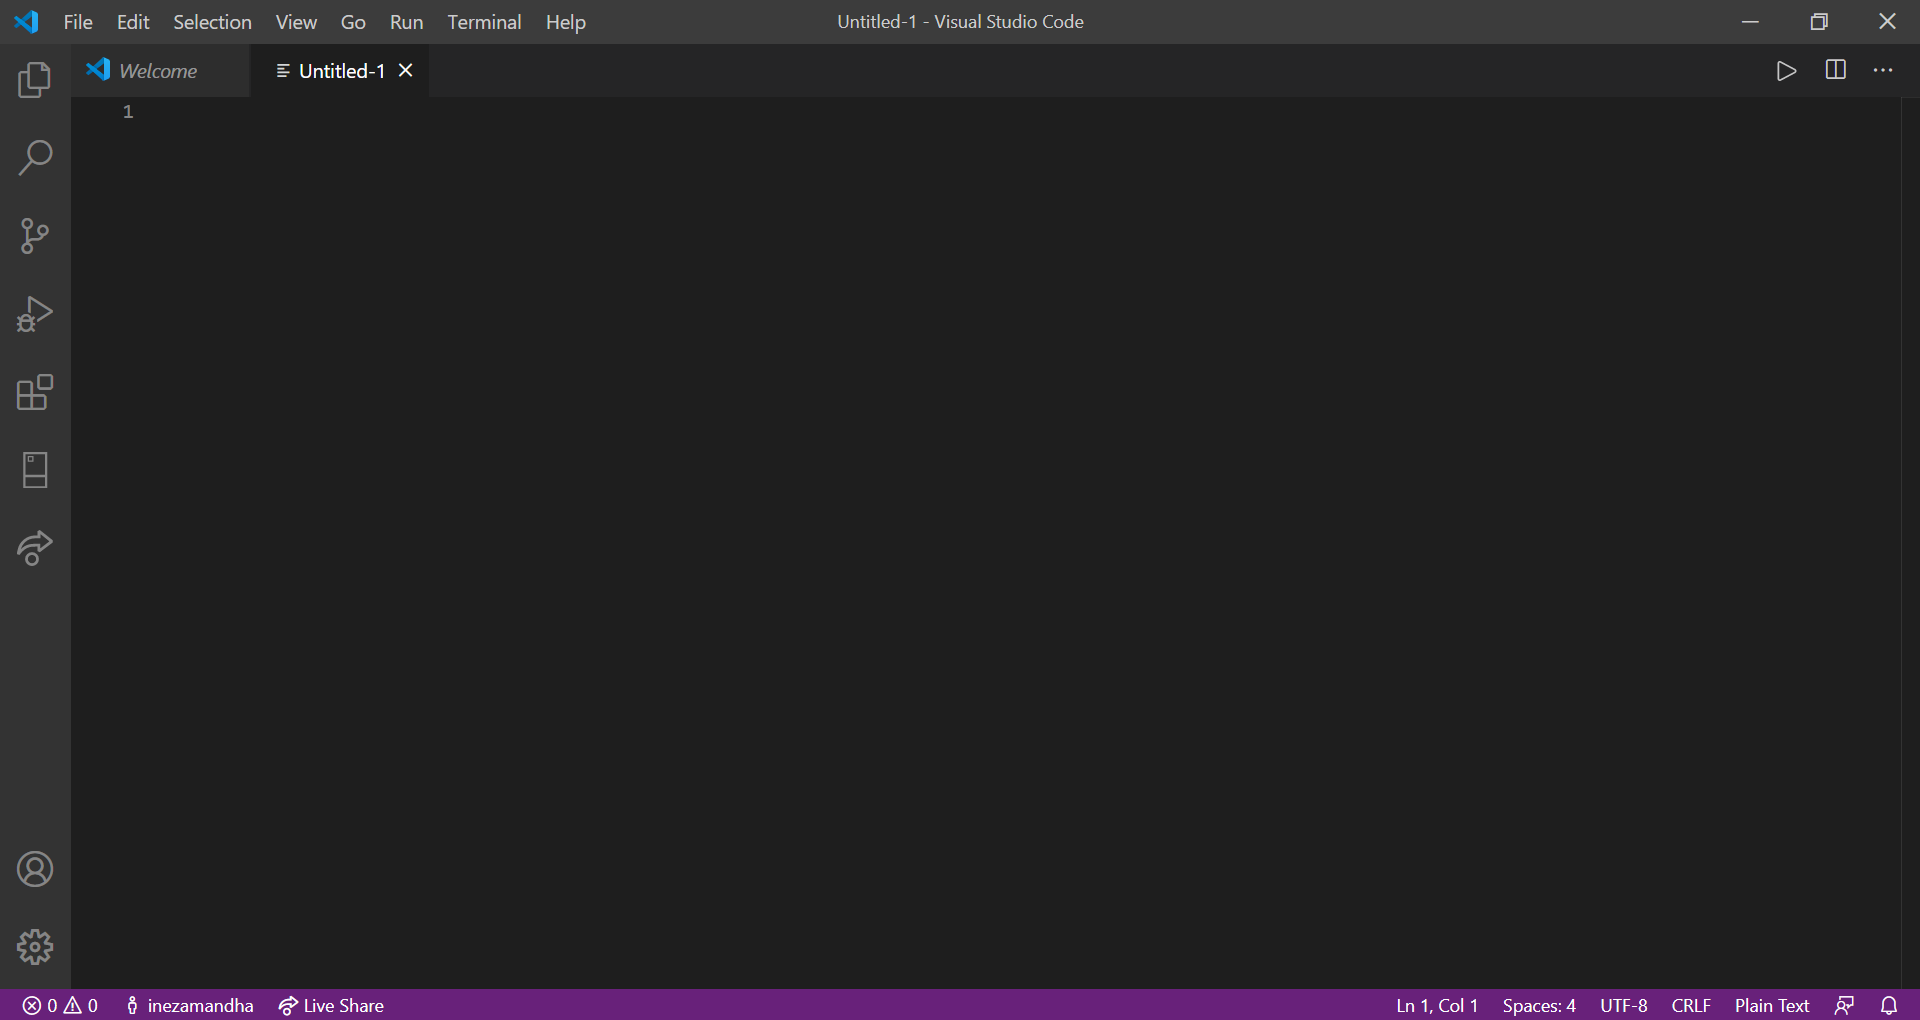 File Edit Selection View Go Run Terminal Help Untitled-1 - Visual Studio Code
Welcome Untitled-1
1
0 0 inezamandha Live Share Ln 1, Col 1 Spaces: 4 UTF-8 CRLF Plain Text